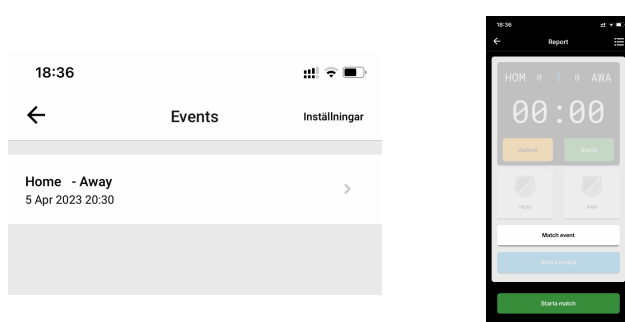 18:36
Events
Inställningar
Home - Away
5 Apr 2023 20:30
18:36
Report
HOM 0 1 0 AWA
00:00
Justera
Starta
HOM
AWA
Match event
Starta period
Starta match